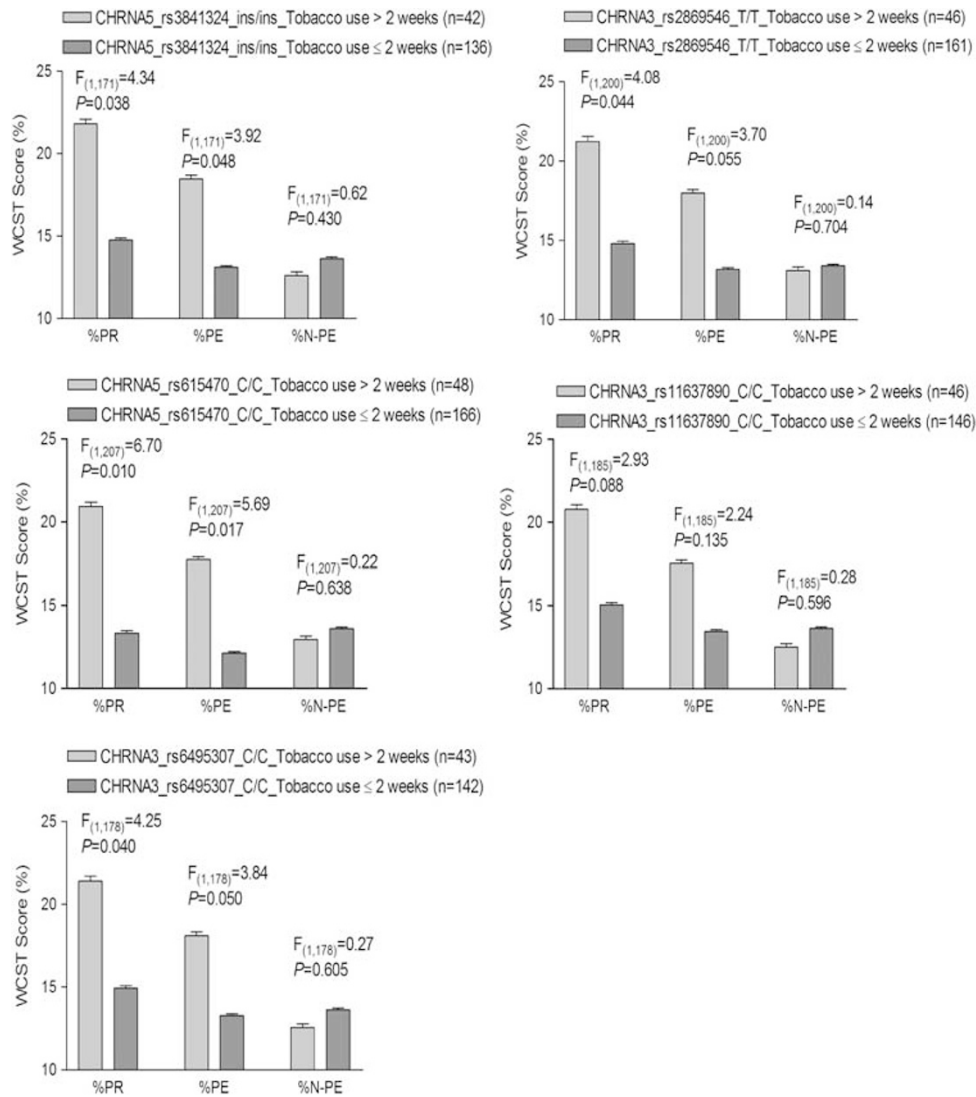 CHRNA5_rs3841324_ins/ins_Tobacco use > 2 weeks (n=42)
CHRNA5_rs3841324_ins/ins_Tobacco use ≤ 2 weeks (n=136)
25
20
15
10
WCST Score (%)
F(1,171)=4.34
P=0.038
F(1,171)=3.92
P=0.048
F(1,171)=0.62
P=0.430
%PR
%PE
%N-PE
CHRNA3_rs2869546_T/T_Tobacco use > 2 weeks (n=46)
CHRNA3_rs2869546_T/T_Tobacco use ≤ 2 weeks (n=161)
25
20
15
10
WCST Score (%)
F(1,200)=4.08
P=0.044
F(1,200)=3.70
P=0.055
F(1,200)=0.14
P=0.704
%PR
%PE
%N-PE
CHRNA5_rs615470_C/C_Tobacco use > 2 weeks (n=48)
CHRNA5_rs615470_C/C_Tobacco use ≤ 2 weeks (n=166)
25
20
15
10
WCST Score (%)
F(1,207)=6.70
P=0.010
F(1,207)=5.69
P=0.017
F(1,207)=0.22
P=0.638
%PR
%PE
%N-PE
CHRNA3_rs11637890_C/C_Tobacco use > 2 weeks (n=46)
CHRNA3_rs11637890_C/C_Tobacco use ≤ 2 weeks (n=146)
25
20
15
10
WCST Score (%)
F(1,185)=2.93
P=0.088
F(1,185)=2.24
P=0.135
F(1,185)=0.28
P=0.596
%PR
%PE
%N-PE
CHRNA3_rs6495307_C/C_Tobacco use > 2 weeks (n=43)
CHRNA3_rs6495307_C/C_Tobacco use ≤ 2 weeks (n=142)
25
20
15
10
WCST Score (%)
F(1,178)=4.25
P=0.040
F(1,178)=3.84
P=0.050
F(1,178)=0.27
P=0.605
%PR
%PE
%N-PE